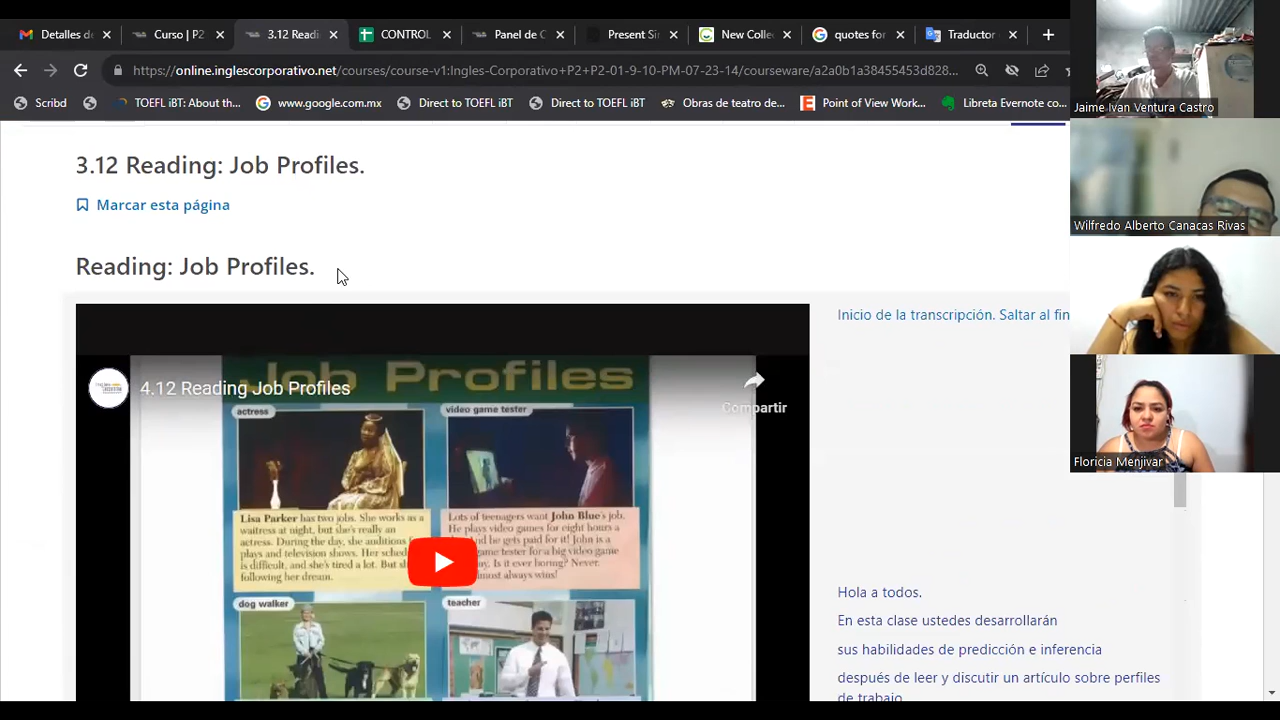 Detalles de
Curso | P2
3.12 Readi
CONTROL
Panel de C
Present Sir
New Collec
quotes for
Traductor
https://online.inglescorporativo.net/courses/course-v1:Ingles-Corporativo+P2+P2-01-9-10-PM-07-23-14/courseware/a2a0b1a38455453d828...
Scribd
TOEFL iBT: About th...
www.google.com.mx
Direct to TOEFL iBT
Direct to TOEFL iBT
Obras de teatro de...
Point of View Work...
Libreta Evernote co...
3.12 Reading: Job Profiles.
Marcar esta página
Reading: Job Profiles.
Inicio de la transcripción. Saltar al fin
Job Profiles
4.12 Reading Job Profiles
Compartir
actress
video game tester
Lisa Parker has two jobs. She works as a
waitress at night, but she's really an
actress. During the day, she auditions
plays and television shows. Her
is difficult, and she's tired a lot. But
following her dream.
Lots of teenagers want John Blue's job.
He plays video games for eight hours a
he gets paid for it! John is a
game tester for a big video game
Is it ever boring? Never.
most always wins!
dog walker
teacher
Hola a todos.
En esta clase ustedes desarrollarán
sus habilidades de predicción e inferencia
después de leer y discutir un artículo sobre perfiles
de trabajo
Jaime Ivan Ventura Castro
Wilfredo Alberto Canacas Rivas
Floricia Menjivar